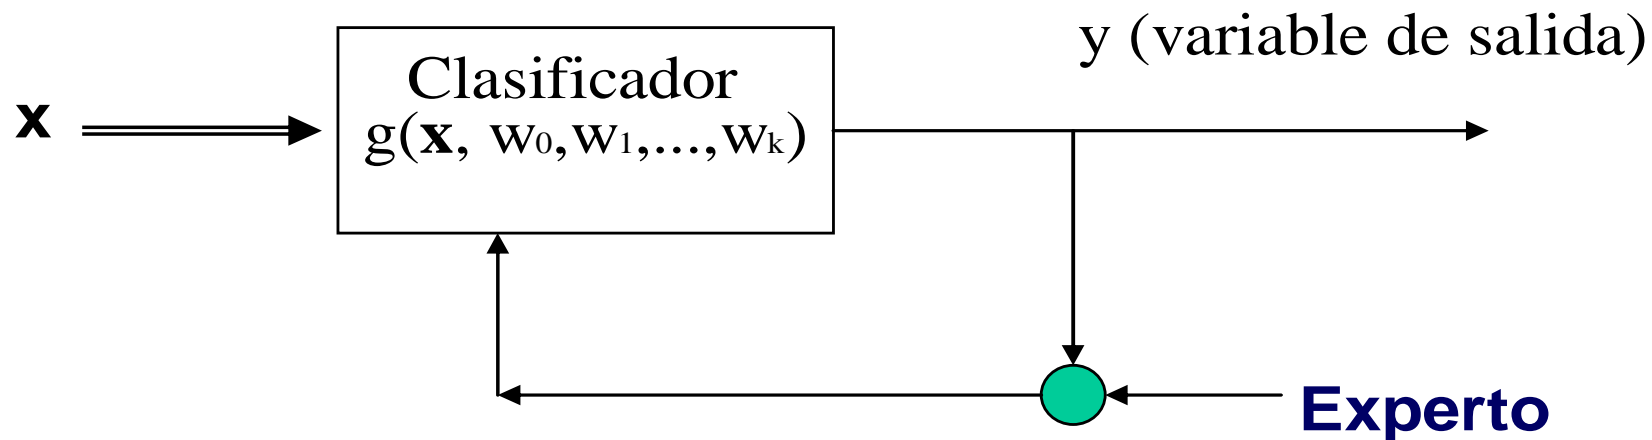 y (variable de salida)
Clasificador
x
g(x, w₀,w₁,...,wₖ)
Experto